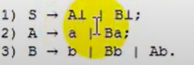 1) S → A⊥ | B⊥;
2) A → a | Ba;
3) B → b | Bb | Ab.